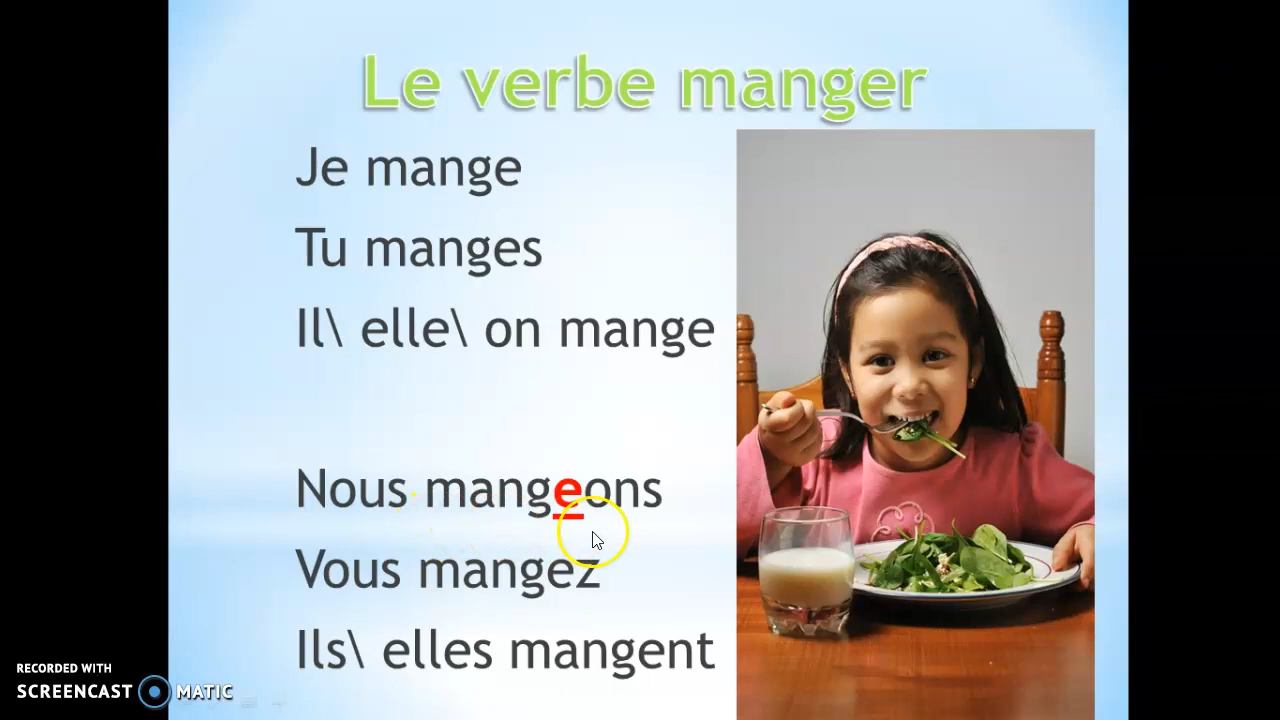 Le verbe manger
Je mange
Tu manges
Il\ elle\ on mange
Nous mangeons
Vous mangez
Ils\ elles mangent
RECORDED WITH
SCREENCAST MATIC